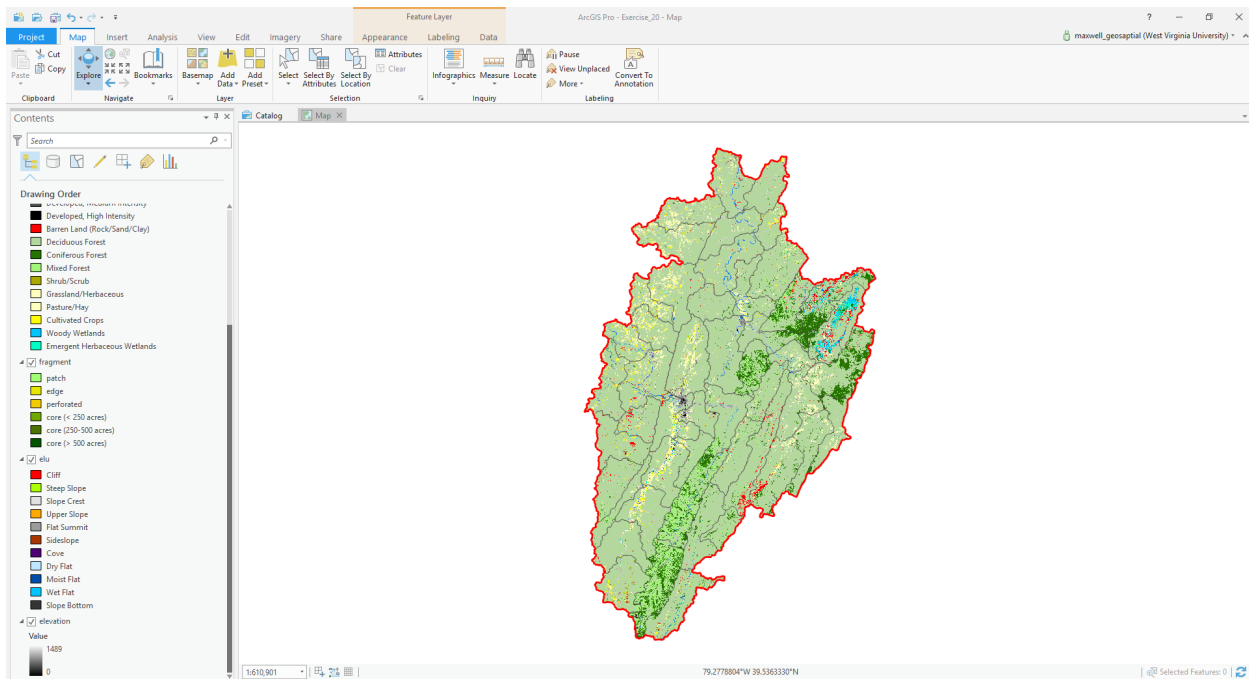 Feature Layer
ArcGIS Pro - Exercise_20 - Map
?
Project Map Insert Analysis View Edit Imagery Share Appearance Labeling Data
maxwell_geosaptial (West Virginia University)
Paste
Cut
Copy
Clipboard
Explore
Bookmarks
Navigate
Basemap
Add Data
Add Preset
Layer
Select
Select By Attributes
Select By Location
Attributes
Clear
Selection
Infographics
Measure
Locate
Inquiry
Pause
View Unplaced
More
Convert To Annotation
Labeling
Contents
Search
Drawing Order
Developed, Medium Intensity
Developed, High Intensity
Barren Land (Rock/Sand/Clay)
Deciduous Forest
Coniferous Forest
Mixed Forest
Shrub/Scrub
Grassland/Herbaceous
Pasture/Hay
Cultivated Crops
Woody Wetlands
Emergent Herbaceous Wetlands
fragment
patch
edge
perforated
core (< 250 acres)
core (250-500 acres)
core (> 500 acres)
elu
Cliff
Steep Slope
Slope Crest
Upper Slope
Flat Summit
Sideslope
Cove
Dry Flat
Moist Flat
Wet Flat
Slope Bottom
elevation
Value
1489
0
Catalog
Map
1:610,901
79.2778804°W 39.5363330°N
Selected Features: 0